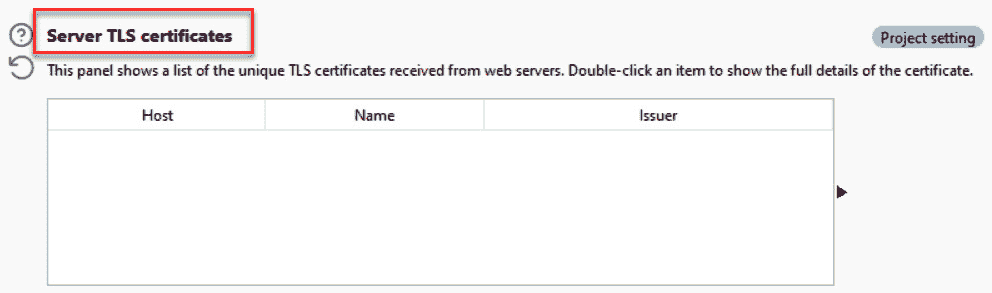 Server TLS certificates
Project setting
This panel shows a list of the unique TLS certificates received from web servers. Double-click an item to show the full details of the certificate.
Host Name Issuer